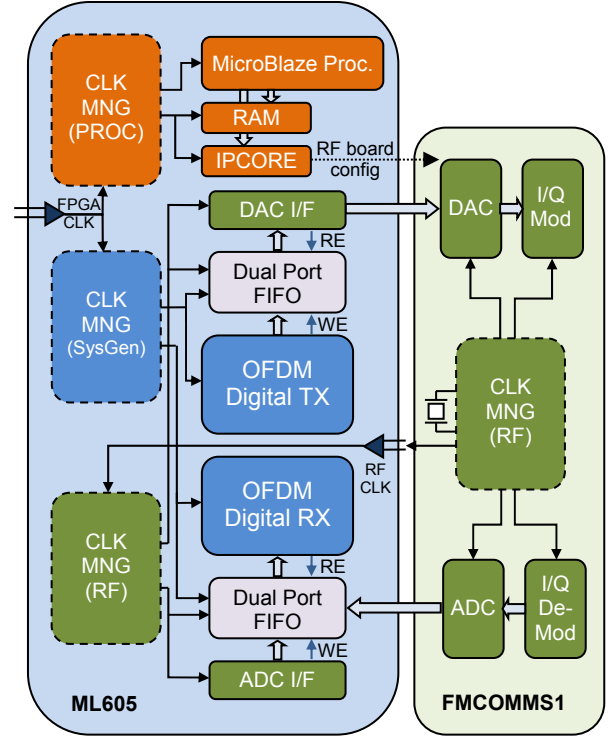 CLK
MNG
(PROC)
MicroBlaze Proc.
RAM
IPCORE
RF board
config
FPGA
CLK
DAC I/F
RE
Dual Port
FIFO
WE
CLK
MNG
(SysGen)
OFDM
Digital TX
DAC
I/Q
Mod
CLK
MNG
(RF)
RF
CLK
OFDM
Digital RX
RE
CLK
MNG
(RF)
Dual Port
FIFO
WE
ADC I/F
ADC
I/Q
De-
Mod
ML605
FMCOMMS1